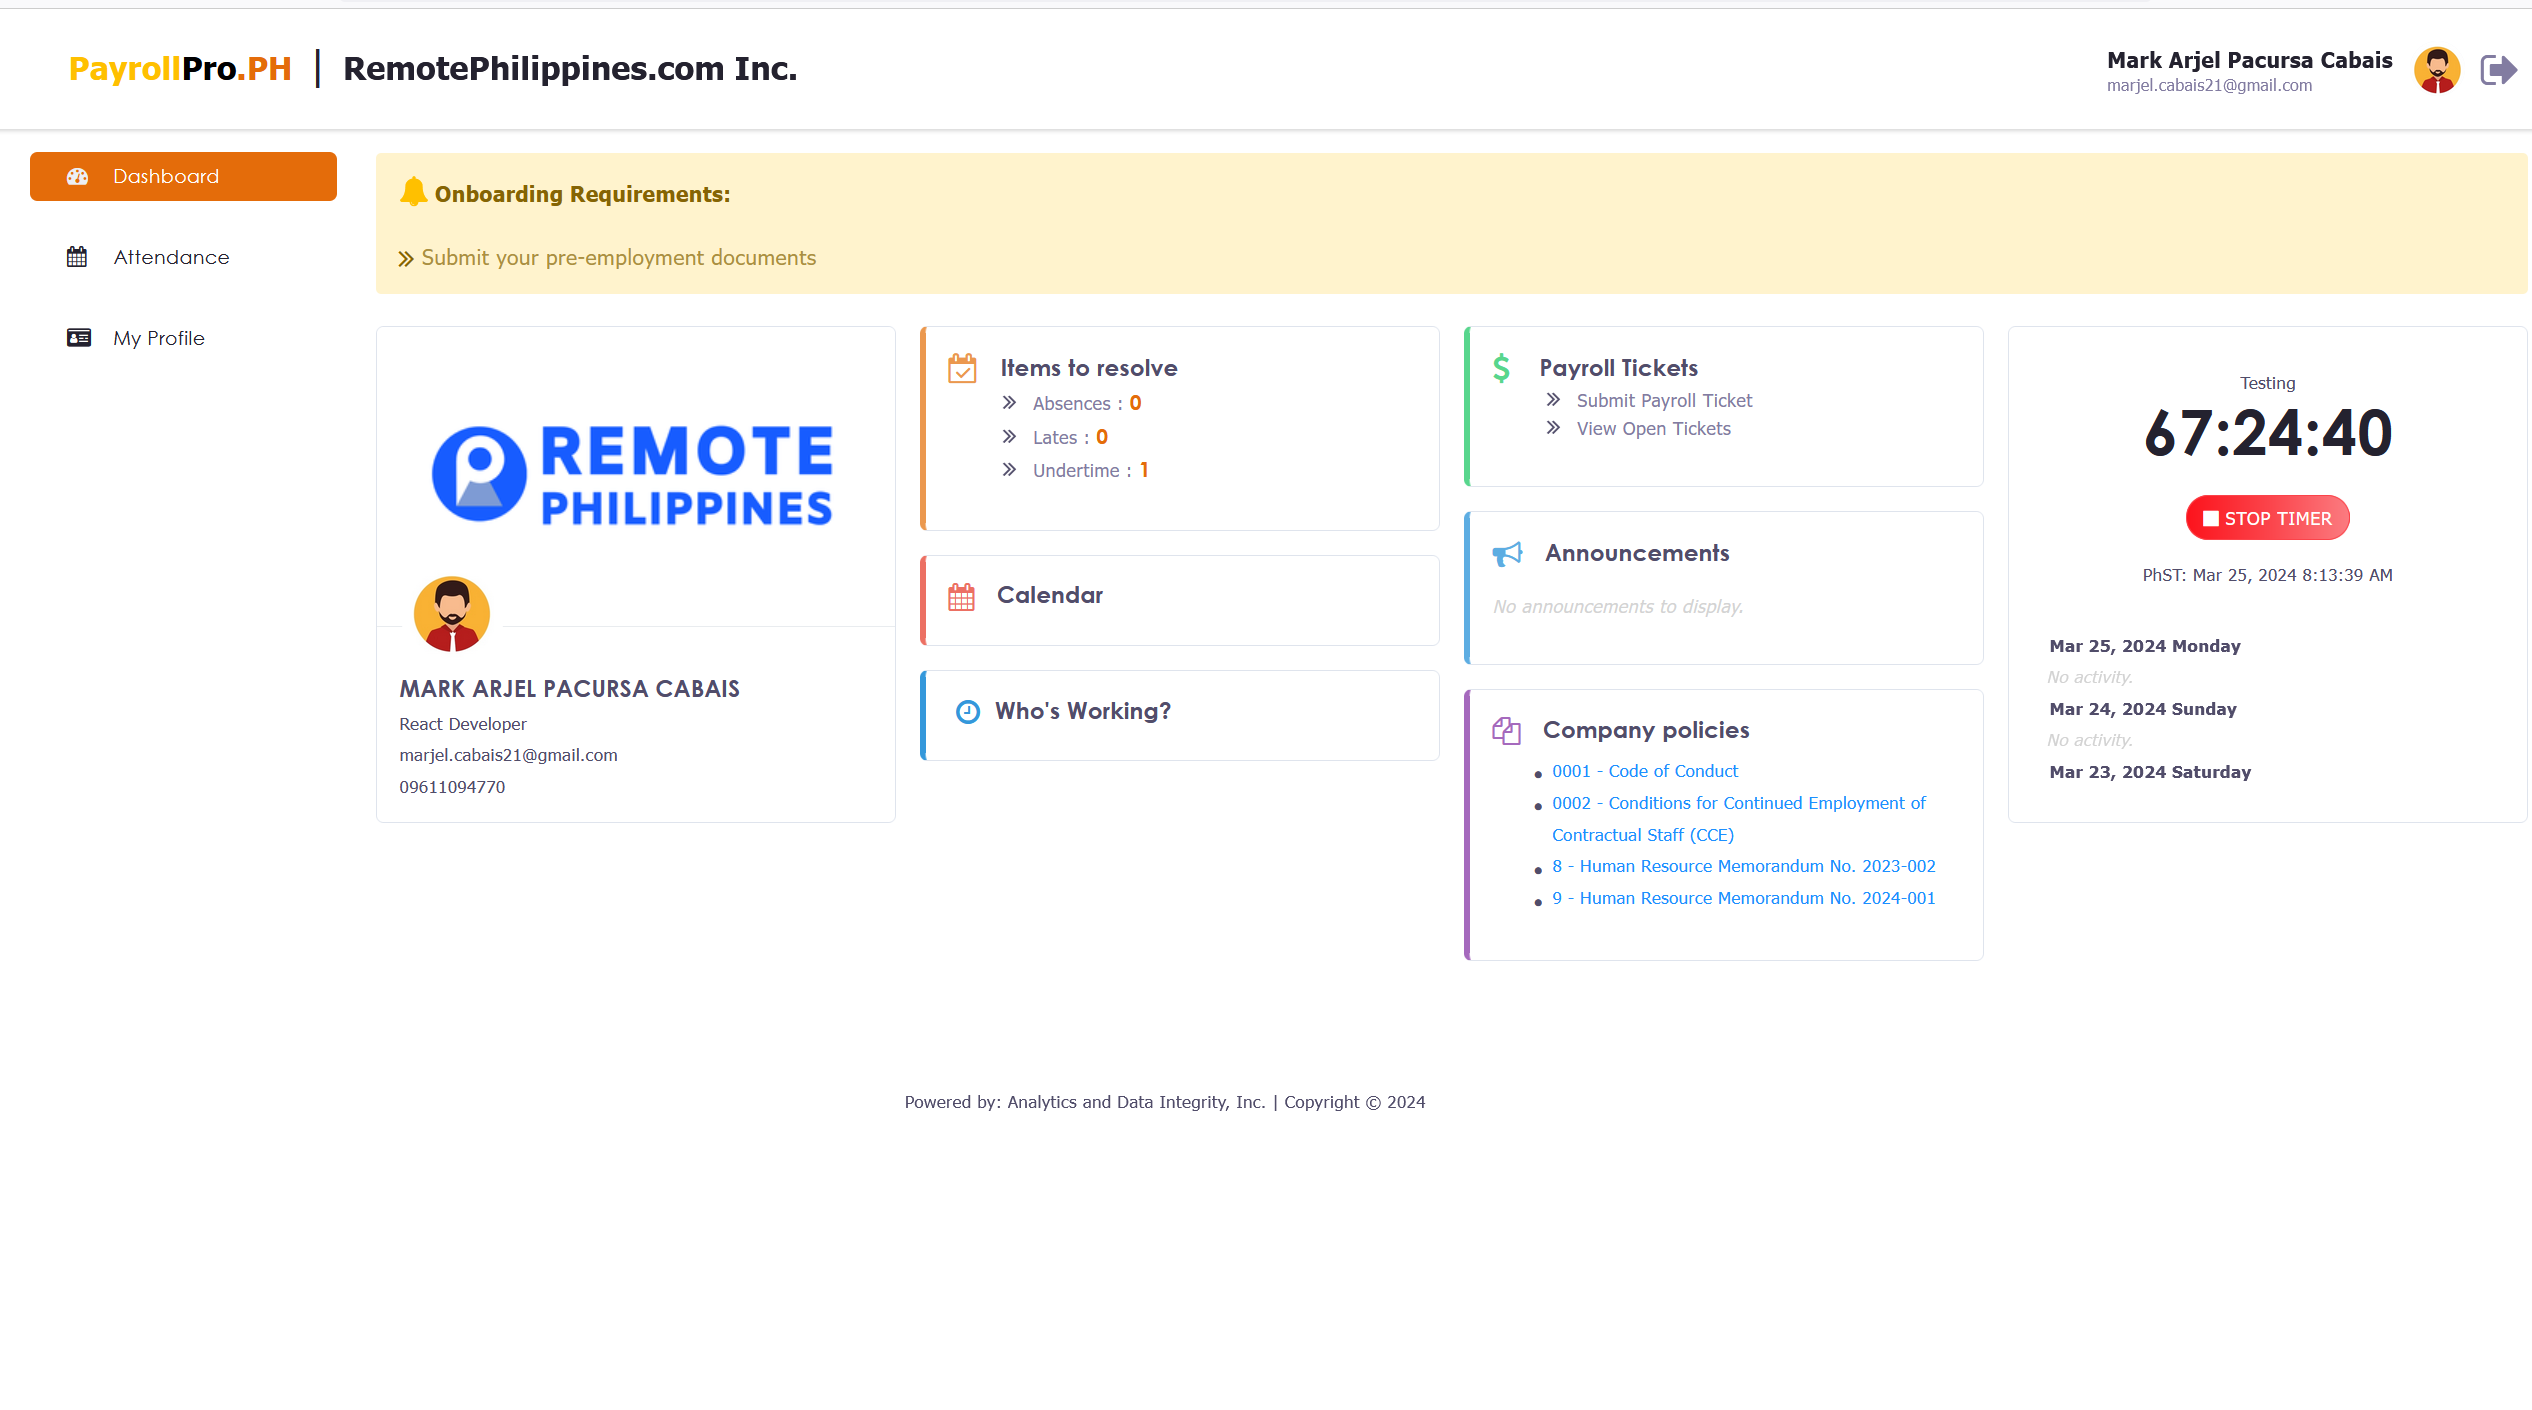 PayrollPro.PH | RemotePhilippines.com Inc.
Mark Arjel Pacursa Cabais
marjel.cabais21@gmail.com
Dashboard
Attendance
My Profile
Onboarding Requirements:
Submit your pre-employment documents
REMOTE
PHILIPPINES
MARK ARJEL PACURSA CABAIS
React Developer
marjel.cabais21@gmail.com
09611094770
Items to resolve
Absences : 0
Lates : 0
Undertime : 1
Calendar
Who's Working?
Payroll Tickets
Submit Payroll Ticket
View Open Tickets
Announcements
No announcements to display.
Company policies
0001 - Code of Conduct
0002 - Conditions for Continued Employment of
Contractual Staff (CCE)
8 - Human Resource Memorandum No. 2023-002
9 - Human Resource Memorandum No. 2024-001
Testing
67:24:40
STOP TIMER
PhST: Mar 25, 2024 8:13:39 AM
Mar 25, 2024 Monday
No activity.
Mar 24, 2024 Sunday
No activity.
Mar 23, 2024 Saturday
Powered by: Analytics and Data Integrity, Inc. | Copyright © 2024